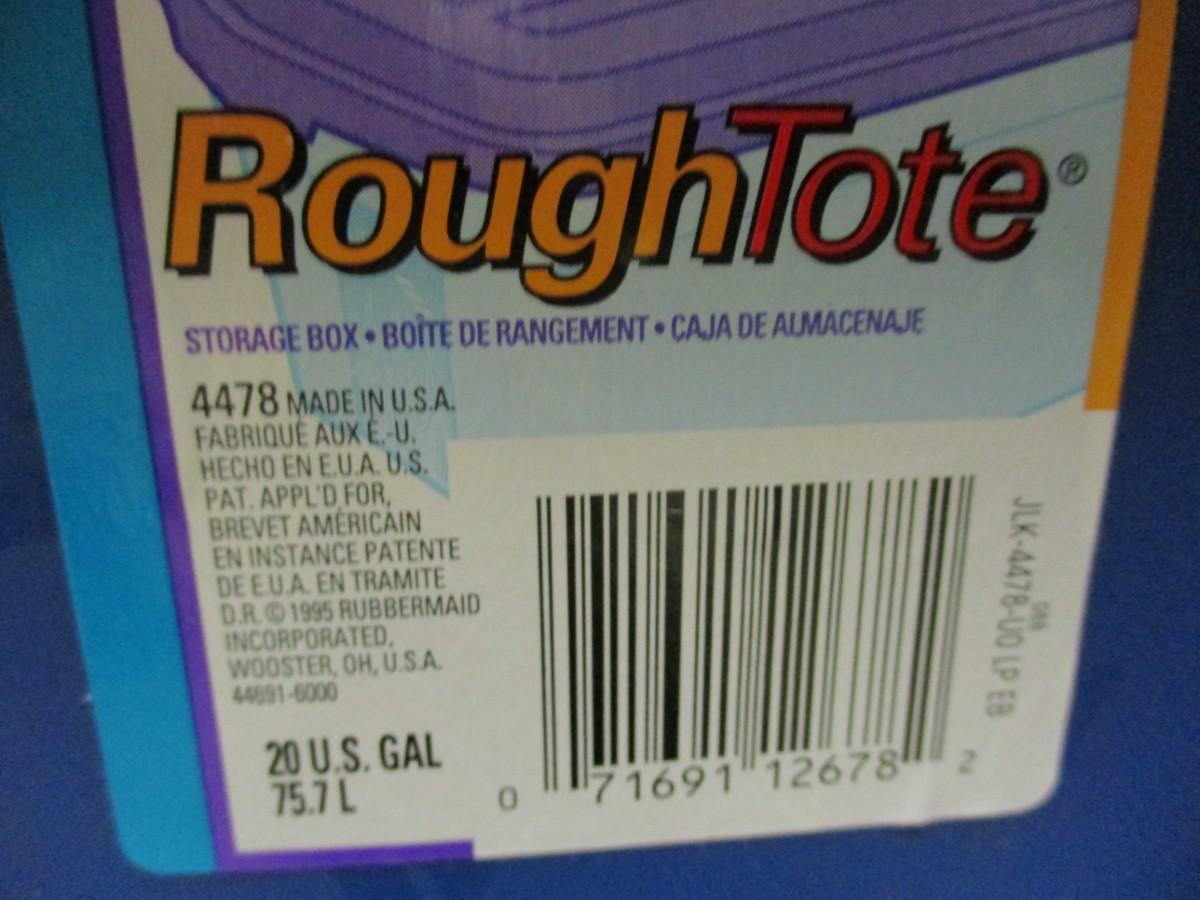 RoughTote®
STORAGE BOX • BOÎTE DE RANGEMENT • CAJA DE ALMACENAJE
4478 MADE IN U.S.A.
FABRIQUÉ AUX É.-U.
HECHO EN E.U.A. U.S.
PAT. APPL'D FOR,
BREVET AMÉRICAIN
EN INSTANCE PATENTE
DE E.U.A. EN TRAMITE
D.R. © 1995 RUBBERMAID
INCORPORATED,
WOOSTER, OH, U.S.A.
44691-6000
20 U.S. GAL
75.7 L
0 71691 12678 2
JLK-4478-U0 LP EB